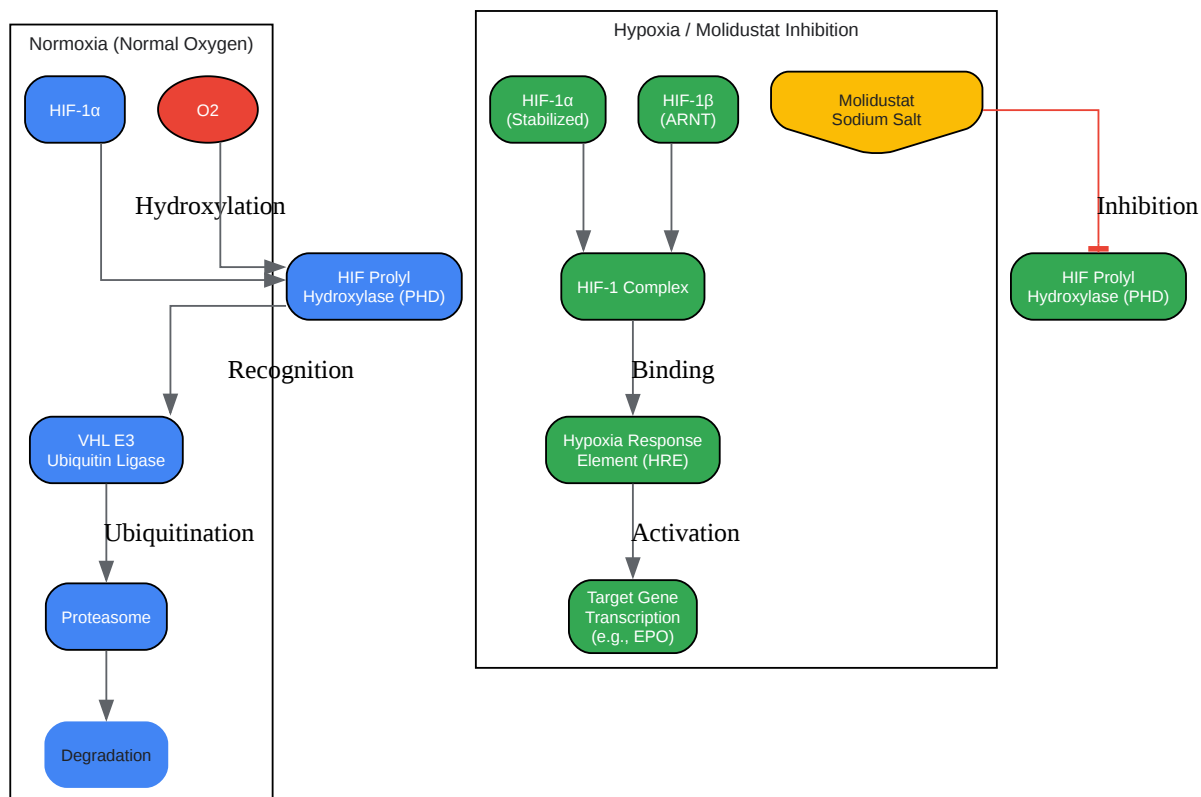 Normoxia (Normal Oxygen)
HIF-1α
O2
Hydroxylation
HIF Prolyl
Hydroxylase (PHD)
Recognition
VHL E3
Ubiquitin Ligase
Ubiquitination
Proteasome
Degradation
Hypoxia / Molidustat Inhibition
HIF-1α
(Stabilized)
HIF-1β
(ARNT)
Molidustat
Sodium Salt
Inhibition
HIF-1 Complex
HIF Prolyl
Hydroxylase (PHD)
Binding
Hypoxia Response
Element (HRE)
Activation
Target Gene
Transcription
(e.g., EPO)